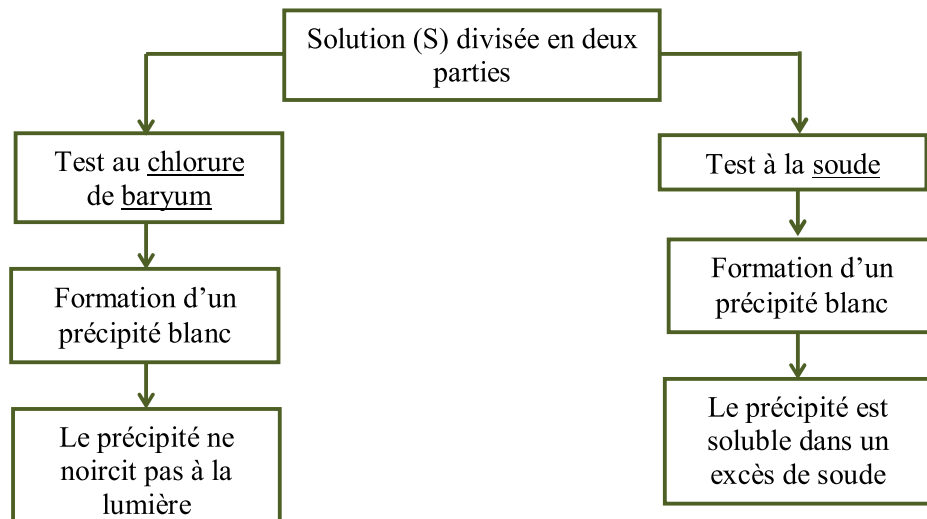 Solution (S) divisée en deux
parties
Test au chlorure
de baryum
Formation d’un
précipité blanc
Le précipité ne
noircit pas à la
lumière
Test à la soude
Formation d’un
précipité blanc
Le précipité est
soluble dans un
excès de soude